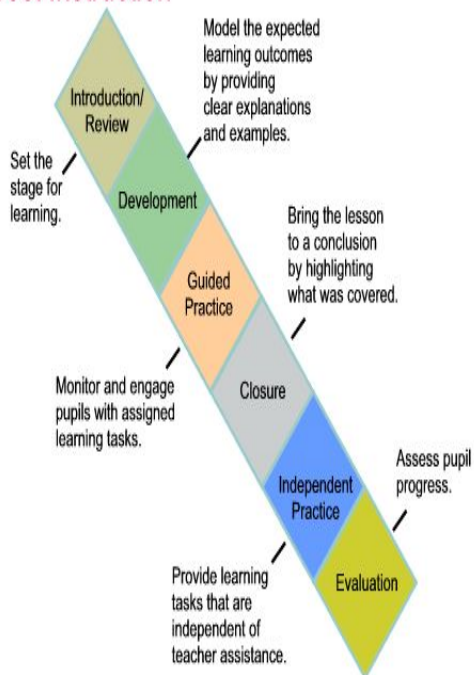 Introduction/
Review
Set the
stage for
learning.
Model the expected
learning outcomes
by providing
clear explanations
and examples.
Development
Guided
Practice
Monitor and engage
pupils with assigned
learning tasks.
Bring the lesson
to a conclusion
by highlighting
what was covered.
Closure
Independent
Practice
Provide learning
tasks that are
independent of
teacher assistance.
Assess pupil
progress.
Evaluation